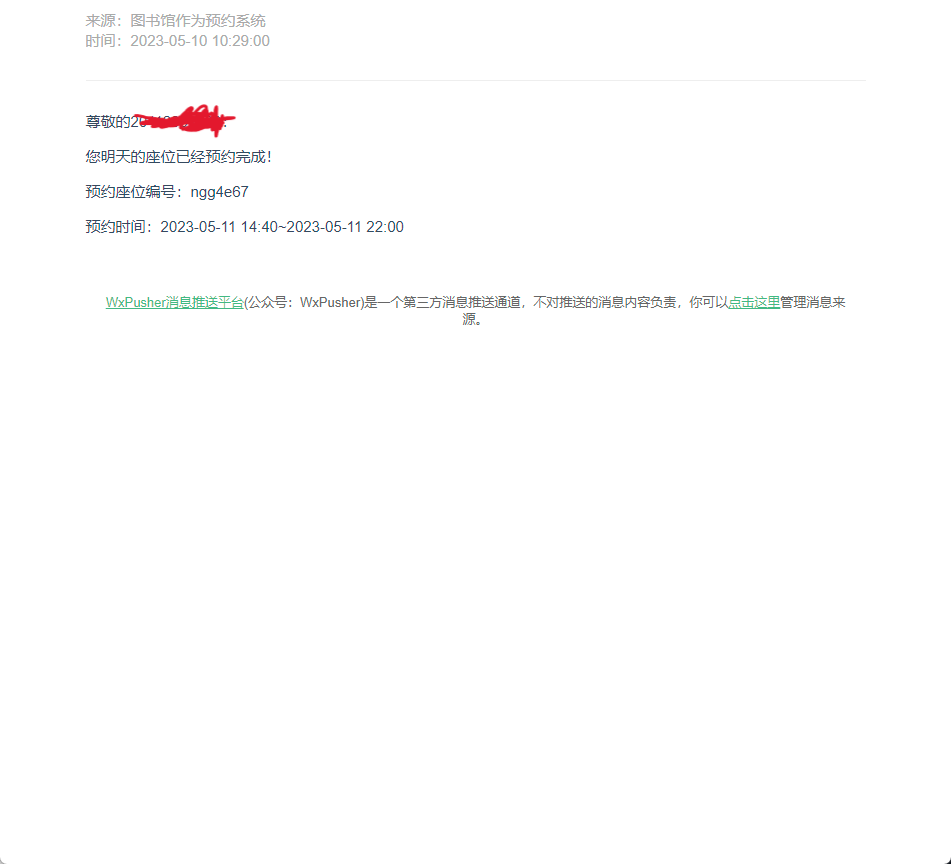 来源：图书馆作为预约系统
时间：2023-05-10 10:29:00
尊敬的
您明天的座位已经预约完成！
预约座位编号：ngg4e67
预约时间：2023-05-11 14:40~2023-05-11 22:00
WxPusher消息推送平台(公众号：WxPusher)是一个第三方消息推送通道，不对推送的消息内容负责，你可以点击这里管理消息来
源。